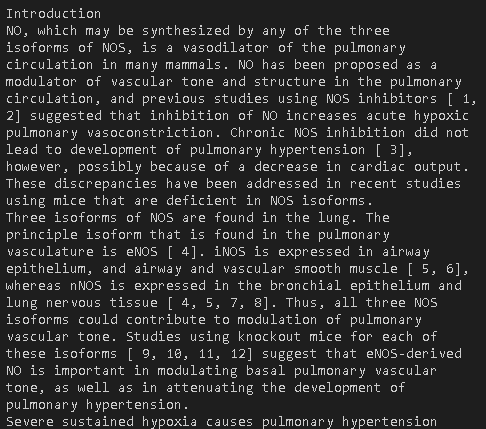 Introduction
NO, which may be synthesized by any of the three
isoforms of NOS, is a vasodilator of the pulmonary
circulation in many mammals. NO has been proposed as a
modulator of vascular tone and structure in the pulmonary
circulation, and previous studies using NOS inhibitors [ 1,
2] suggested that inhibition of NO increases acute hypoxic
pulmonary vasoconstriction. Chronic NOS inhibition did not
lead to development of pulmonary hypertension [ 3],
however, possibly because of a decrease in cardiac output.
These discrepancies have been addressed in recent studies
using mice that are deficient in NOS isoforms.
Three isoforms of NOS are found in the lung. The
principle isoform that is found in the pulmonary
vasculature is eNOS [ 4]. iNOS is expressed in airway
epithelium, and airway and vascular smooth muscle [ 5, 6],
whereas nNOS is expressed in the bronchial epithelium and
lung nervous tissue [ 4, 5, 7, 8]. Thus, all three NOS
isoforms could contribute to modulation of pulmonary
vascular tone. Studies using knockout mice for each of
these isoforms [ 9, 10, 11, 12] suggest that eNOS-derived
NO is important in modulating basal pulmonary vascular
tone, as well as in attenuating the development of
pulmonary hypertension.
Severe sustained hypoxia causes pulmonary hypertension